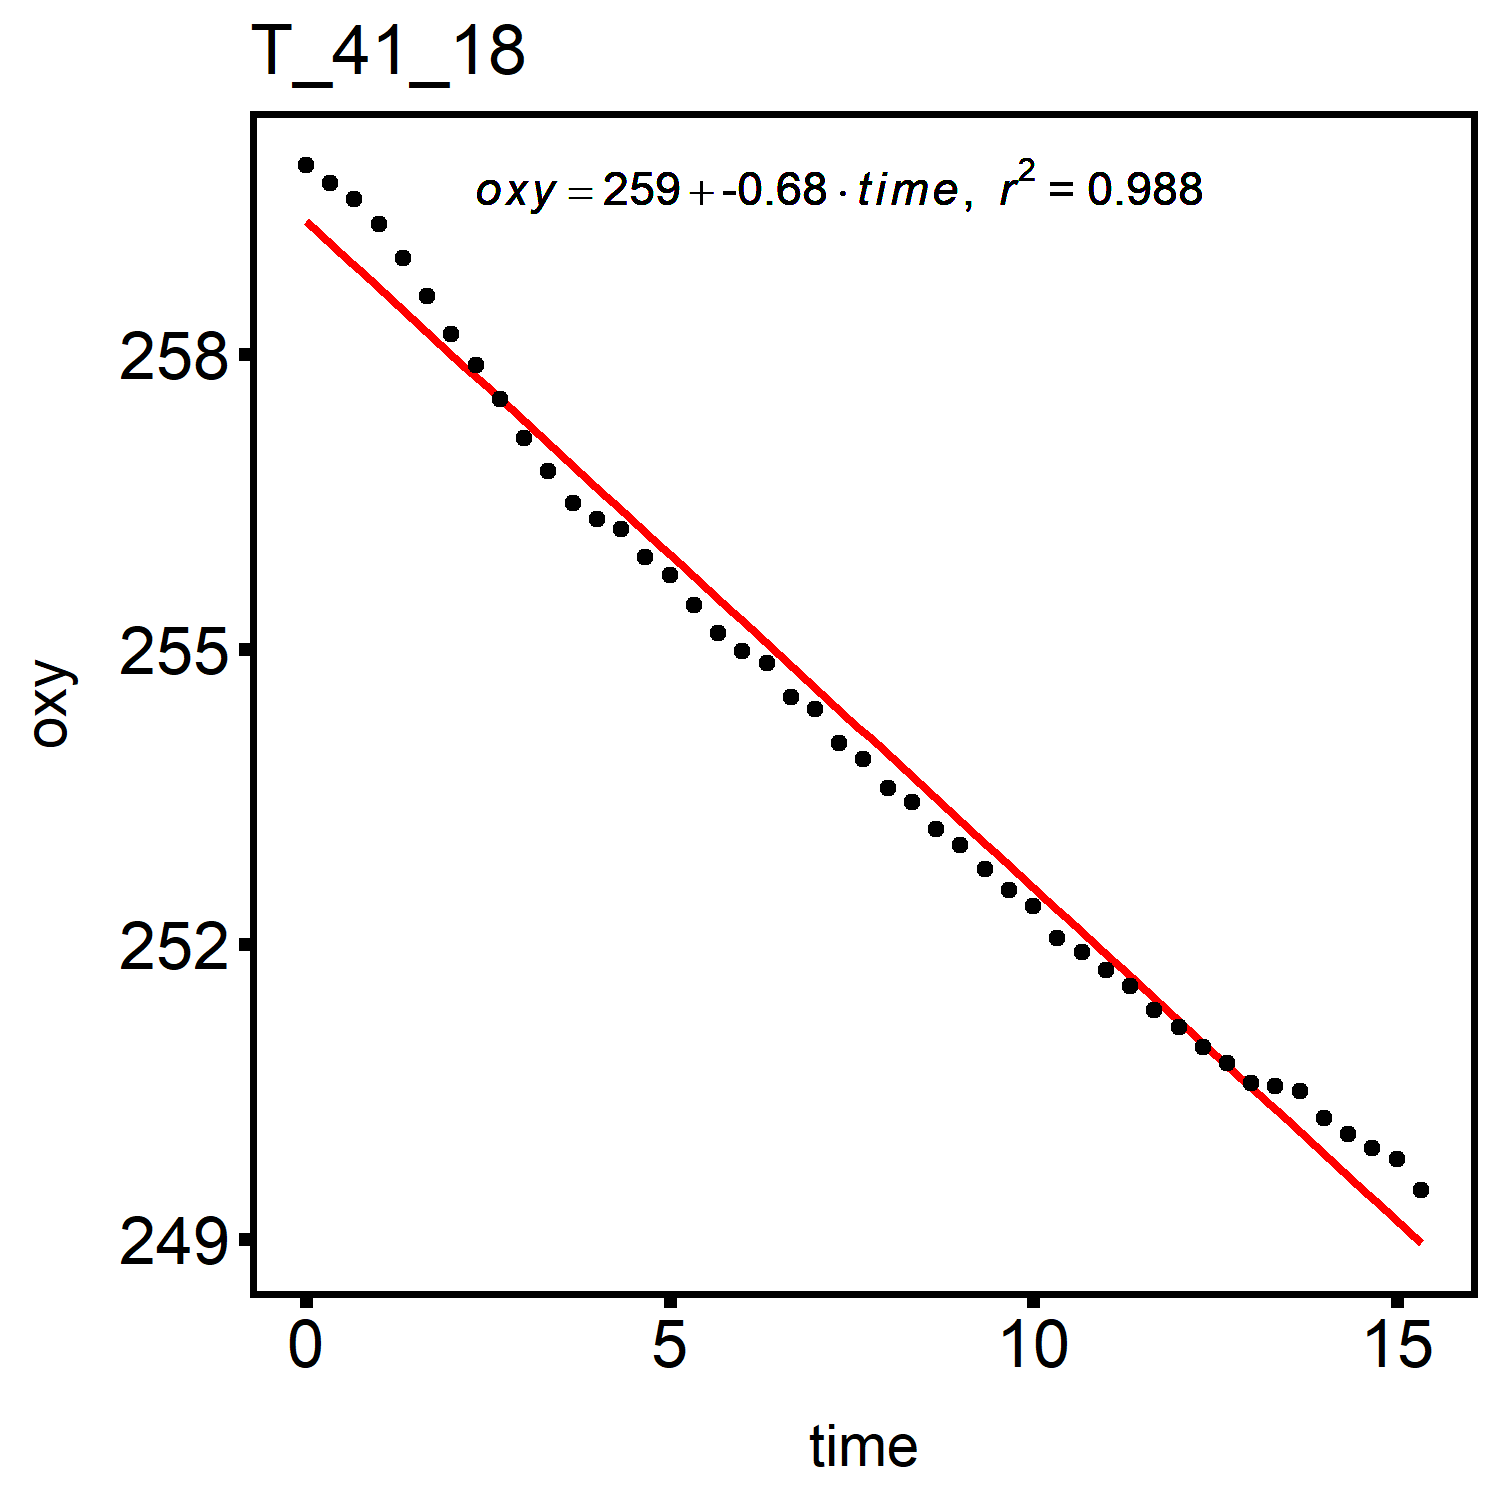 T_41_18
oxy = 259 + -0.68 · time, r² = 0.988
258
255
252
249
oxy
0 5 10 15
time